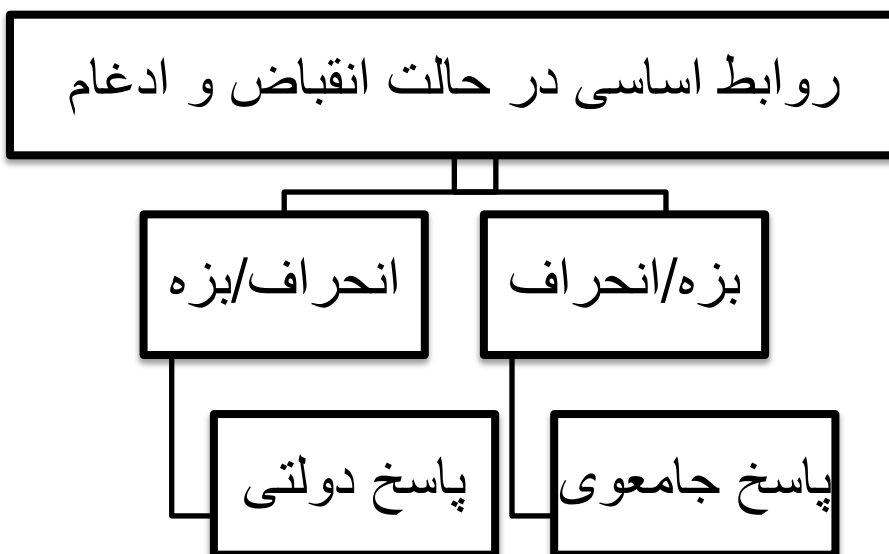 روابط اساسی در حالت انقباض و ادغام
بزه/انحراف
انحراف/بزه
پاسخ جامعوی
پاسخ دولتی